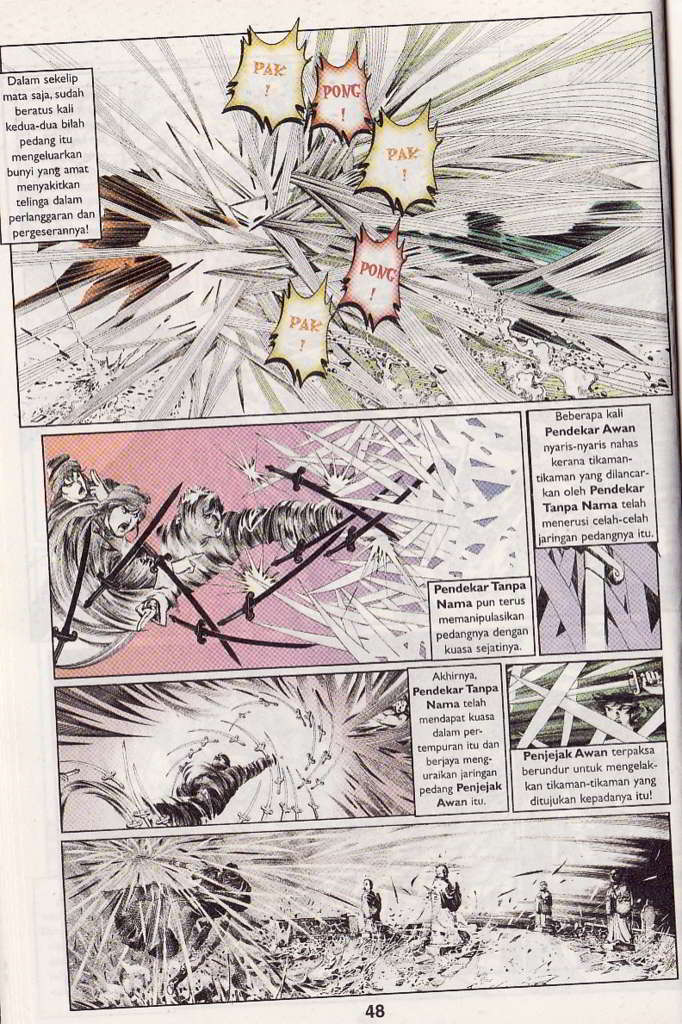 Dalam sekelip
mata saja, sudah
beratus kali
kedua-dua bilah
pedang itu
mengeluarkan
bunyi yang amat
menyakitkan
telinga dalam
perlanggaran dan
pergeserannya!
PAK
!
PONG
!
PAK
!
PONG
!
PAK
!
Pendekar Tanpa
Nama pun terus
memanipulasikan
pedangnya dengan
kuasa sejatinya.
Beberapa kali
Pendekar Awan
nyaris-nyaris nahas
kerana tikaman-
tikaman yang dilancar-
kan oleh Pendekar
Tanpa Nama telah
menerusi celah-celah
jaringan pedangnya itu.
Akhirnya,
Pendekar Tanpa
Nama telah
mendapat kuasa
dalam per-
tempuran itu dan
berjaya meng-
uraikan jaringan
pedang Penjejak
Awan itu.
Penjejak Awan terpaksa
berundur untuk mengelak-
kan tikaman-tikaman yang
ditujukan kepadanya itu!
48